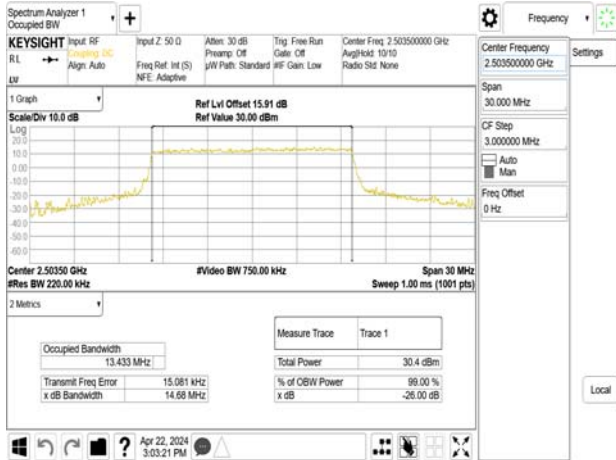 Spectrum Analyzer 1
Occupied BW
Frequency
KEYSIGHT
RL
LXI
Input: RF
Coupling: DC
Align: Auto
Input Z: 50 Ω
Freq Ref: Int (S)
NFE: Adaptive
Atten: 30 dB
Preamp: Off
µW Path: Standard
Trig: Free Run
Gate: Off
#IF Gain: Low
Center Freq: 2.503500000 GHz
Avg|Hold: 10/10
Radio Std: None
1 Graph
Scale/Div 10.0 dB
Ref Lvl Offset 15.91 dB
Ref Value 30.00 dBm
Log
20.0
10.0
0.00
-10.0
-20.0
-30.0
-40.0
-50.0
-60.0
Center 2.50350 GHz
#Res BW 220.00 kHz
#Video BW 750.00 kHz
Span 30 MHz
Sweep 1.00 ms (1001 pts)
2 Metrics
Measure Trace Trace 1
Occupied Bandwidth
13.433 MHz
Total Power 30.4 dBm
Transmit Freq Error 15.081 kHz
% of OBW Power 99.00 %
x dB Bandwidth 14.68 MHz
x dB -26.00 dB
Apr 22, 2024
3:03:21 PM
Center Frequency
2.503500000 GHz
Settings
Span
30.000 MHz
CF Step
3.000000 MHz
Auto
Man
Freq Offset
0 Hz
Local